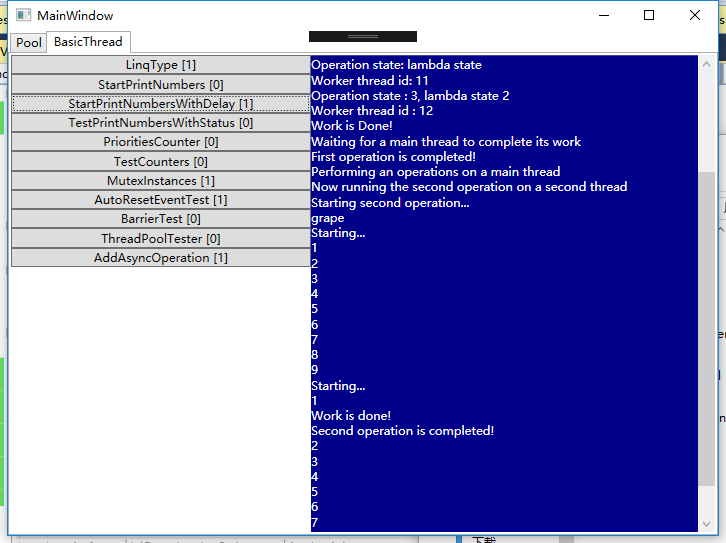 MainWindow
Pool
BasicThread
LinqType [1]
StartPrintNumbers [0]
StartPrintNumbersWithDelay [1]
TestPrintNumbersWithStatus [0]
PrioritiesCounter [0]
TestCounters [0]
MutexInstances [1]
AutoResetEventTest [1]
BarrierTest [0]
ThreadPoolTester [0]
AddAsyncOperation [1]
Operation state: lambda state
Worker thread id: 11
Operation state : 3, lambda state 2
Worker thread id : 12
Work is Done!
Waiting for a main thread to complete its work
First operation is completed!
Performing an operations on a main thread
Now running the second operation on a second thread
Starting second operation...
grape
Starting...
1
2
3
4
5
6
7
8
9
Starting...
1
Work is done!
Second operation is completed!
2
3
4
5
6
7
下载